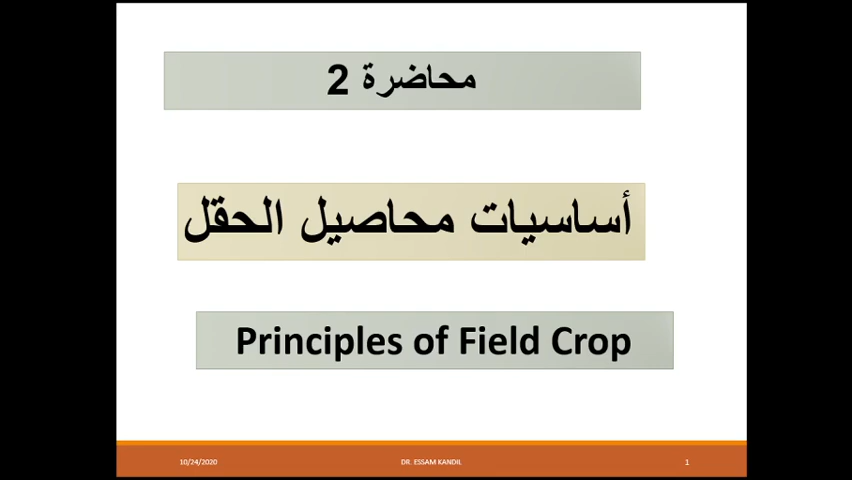 محاضرة 2
أساسيات محاصيل الحقل
Principles of Field Crop
10/24/2020
DR. ESSAM KANDIL
1